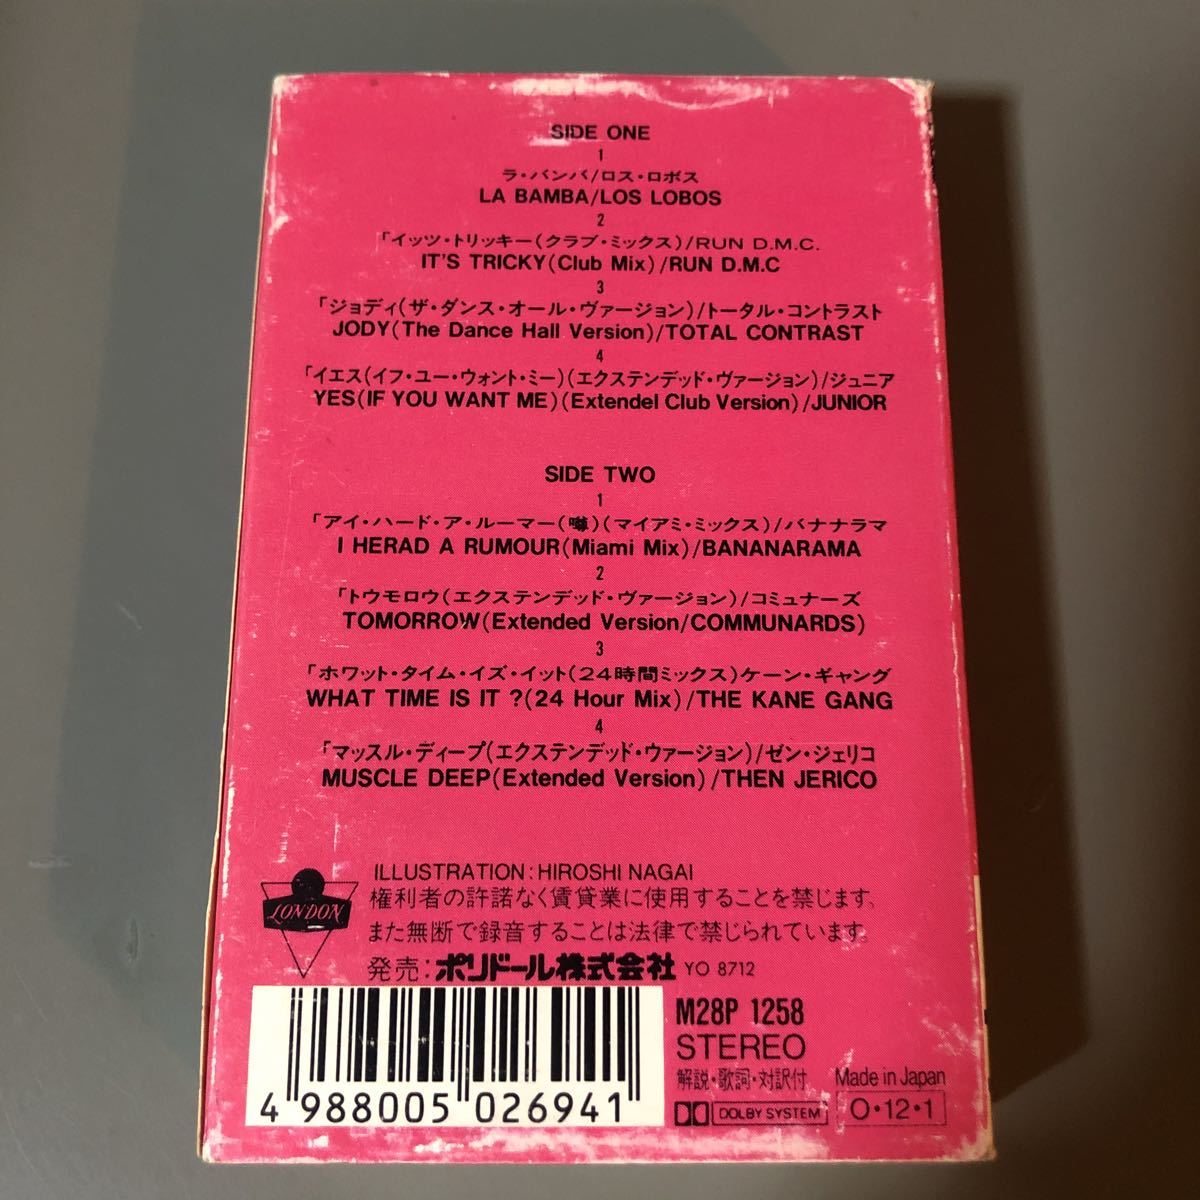 SIDE ONE
1
ラ・バンバ/ロス・ロボス
LA BAMBA/LOS LOBOS
2
「イッツ・トリッキー(クラブ・ミックス)/RUN D.M.C.
IT'S TRICKY(Club Mix)/RUN D.M.C
3
「ジョディ(ザ・ダンス・オール・ヴァージョン)/トータル・コントラスト
JODY(The Dance Hall Version)/TOTAL CONTRAST
4
「イエス(イフ・ユー・ウォント・ミー)(エクステンデッド・ヴァージョン)/ジュニア
YES(IF YOU WANT ME)(Extendel Club Version)/JUNIOR
SIDE TWO
1
「アイ・ハード・ア・ルーマー(噂)(マイアミ・ミックス)/バナナラマ
I HERAD A RUMOUR(Miami Mix)/BANANARAMA
2
「トウモロウ(エクステンデッド・ヴァージョン)/コミュナーズ
TOMORROW(Extended Version/COMMUNARDS)
3
「ホワット・タイム・イズ・イット(24時間ミックス)ケーン・ギャング
WHAT TIME IS IT ?(24 Hour Mix)/THE KANE GANG
4
「マッスル・ディープ(エクステンデッド・ヴァージョン)/ゼン・ジェリコ
MUSCLE DEEP(Extended Version)/THEN JERICO
ILLUSTRATION:HIROSHI NAGAI
LONDON
権利者の許諾なく賃貸業に使用することを禁じます。
また無断で録音することは法律で禁じられています。
発売:ポリドール株式会社 YO 8712
M28P 1258
STEREO
解説・歌詞・対訳付 Made in Japan
DOLBY SYSTEM O・12・1
4 988005 026941